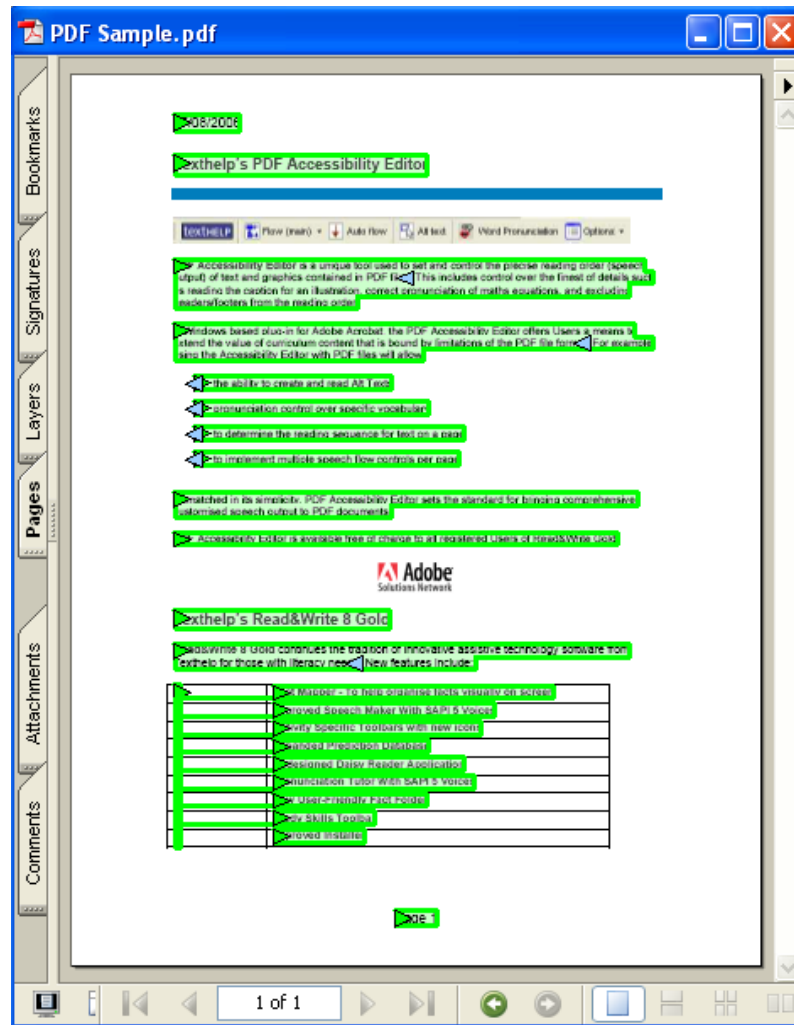 PDF Sample.pdf
Bookmarks
Signatures
Layers
Pages
Attachments
Comments
08/2006
exthelp's PDF Accessibility Editor
textHELP Flow (main) Auto flow Alt text Word Pronunciation Options
Accessibility Editor is a unique tool used to set and control the precise reading order (speech
utput) of text and graphics contained in PDF This includes control over the finest of details such
s reading the caption for an illustration, correct pronunciation of maths equations, and excluding
eaders/footers from the reading order
indows based plug-in for Adobe Acrobat, the PDF Accessibility Editor offers Users a means to
xtend the value of curriculum content that is bound by limitations of the PDF file For example
sing the Accessibility Editor with PDF files will allow
the ability to create and read Alt Texts
pronunciation control over specific vocabulary
to determine the reading sequence for text on a page
to implement multiple speech flow controls per page
matched in its simplicity. PDF Accessibility Editor sets the standard for bringing comprehensive
ustomised speech output to PDF documents
Accessibility Editor is available free of charge to all registered Users of Read&Write Gold
Adobe
Solutions Network
exthelp's Read&Write 8 Gold
ead&Write 8 Gold continues the tradition of innovative assistive technology software from
exthelp for those with literacy New features include:
Mapper - To help organise facts visually on screen
proved Speech Maker With SAPI 5 Voices
ivity Specific Toolbars with new icons
panded Prediction Database
designed Daisy Reader Application
nunciation Tutor With SAPI 5 Voices
User-Friendly Fact Folder
udy Skills Toolbar
proved Installer
age 1
1 of 1